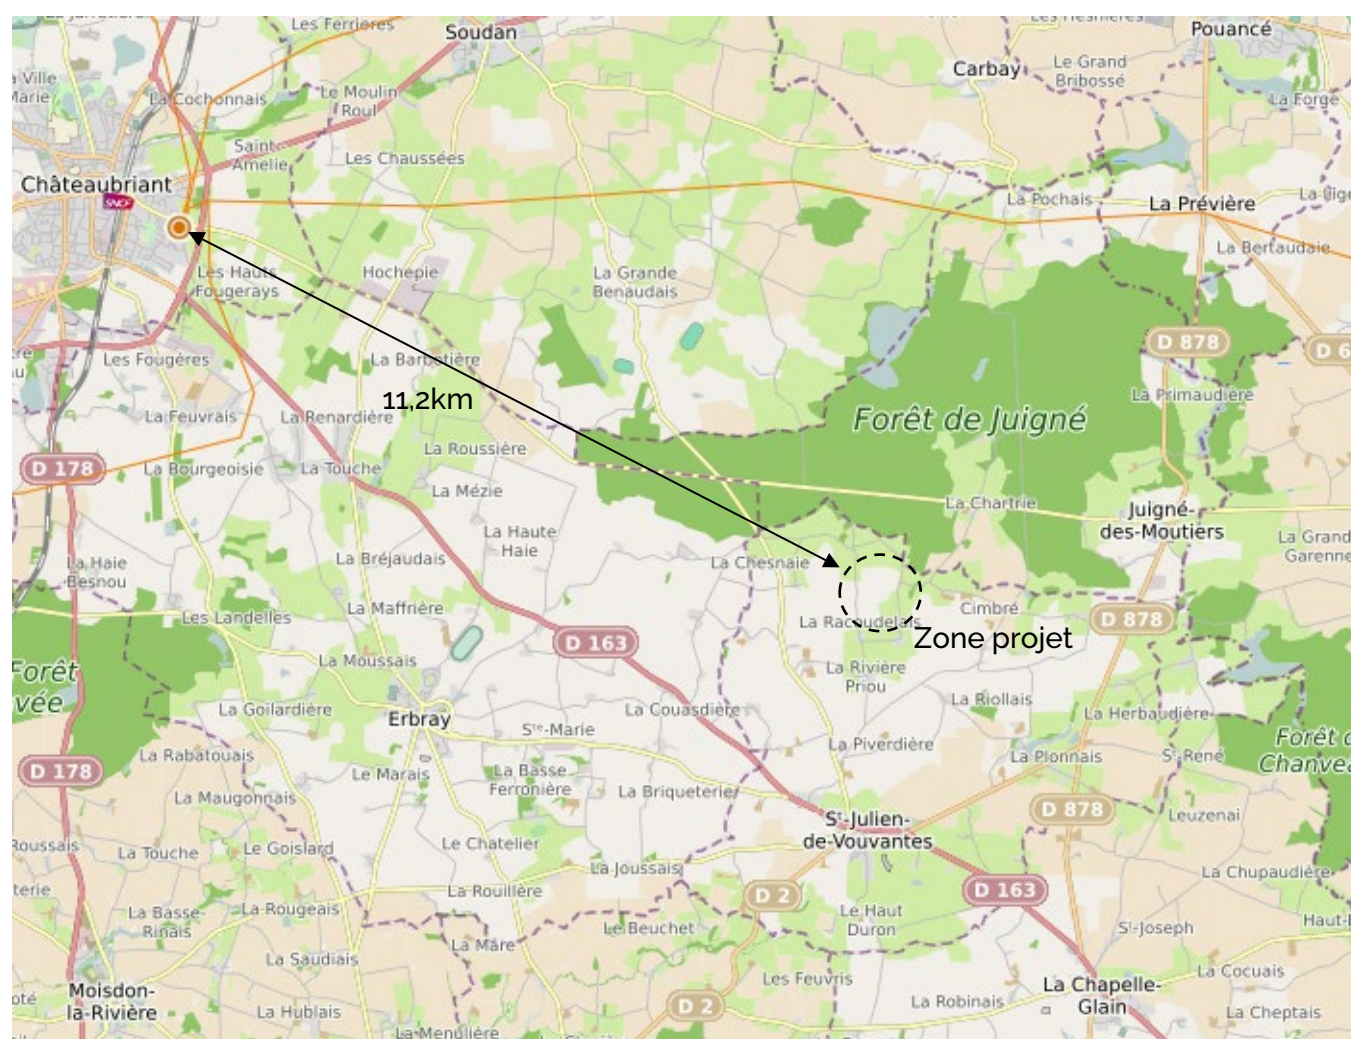 Les Ferrières
Soudan
Pouancé
Carbay
Le Grand
Bribossé
La Forge
La Cochonnais
Le Moulin
Roul
Saint
Amelie
Les Chaussées
Châteaubriant
SNCF
La Pochais
La Prévière
La Bertaudaie
Les Hauts
Fougerays
Hochepie
La Grande
Benaudais
D 878
D 6
Les Fougères
La Barbotière
La Primaudière
11,2km
La Feuvrais
La Renardière
Forêt de Juigné
La Roussière
D 178
La Bourgeoisie
La Touche
La Mézie
La Chartrie
Juigné-
des-Moutiers
La Haute
Haie
La Grand
Garenne
La Haie
Besnou
La Bréjaudais
La Chesnaie
La Maffrière
Les Landelles
Cimbré
D 878
La Racoudelais
Zone projet
D 163
Forêt
vée
La Moussais
La Rivière
Priou
La Riollais
La Goilardière
Erbray
La Couasdière
La Herbaudière
Ste-Marie
La Piverdière
Forêt d
Chanvea
La Rabatouais
La Plonnais
St-René
D 178
Le Marais
La Basse
Ferronière
La Maugonnais
La Briqueterie
D 878
Leuzenai
St-Julien-
de-Vouvantes
Roussais
La Touche
Le Goislard
Le Chatelier
La Joussais
La Chupaudière
terie
La Rouillère
D 2
D 163
La Basse-
Rinais
La Rougeais
Le Haut
Duron
Le Beuchet
St-Joseph
Haut-
La Mare
La Saudiais
Les Feuvris
La Cocuais
Moisdon-
la-Rivière
La Chapelle-
Glain
La Hublais
D 2
La Robinais
La Cheptais
La Menulière